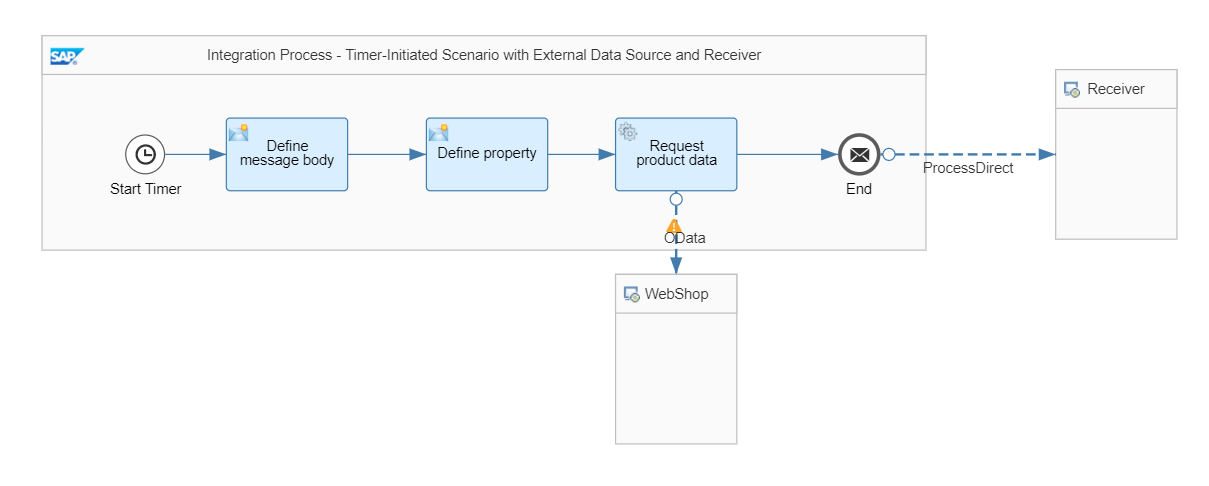 SAP
Integration Process - Timer-Initiated Scenario with External Data Source and Receiver
Receiver
Define
message body
Define property
Request
product data
Start Timer
End
ProcessDirect
OData
WebShop